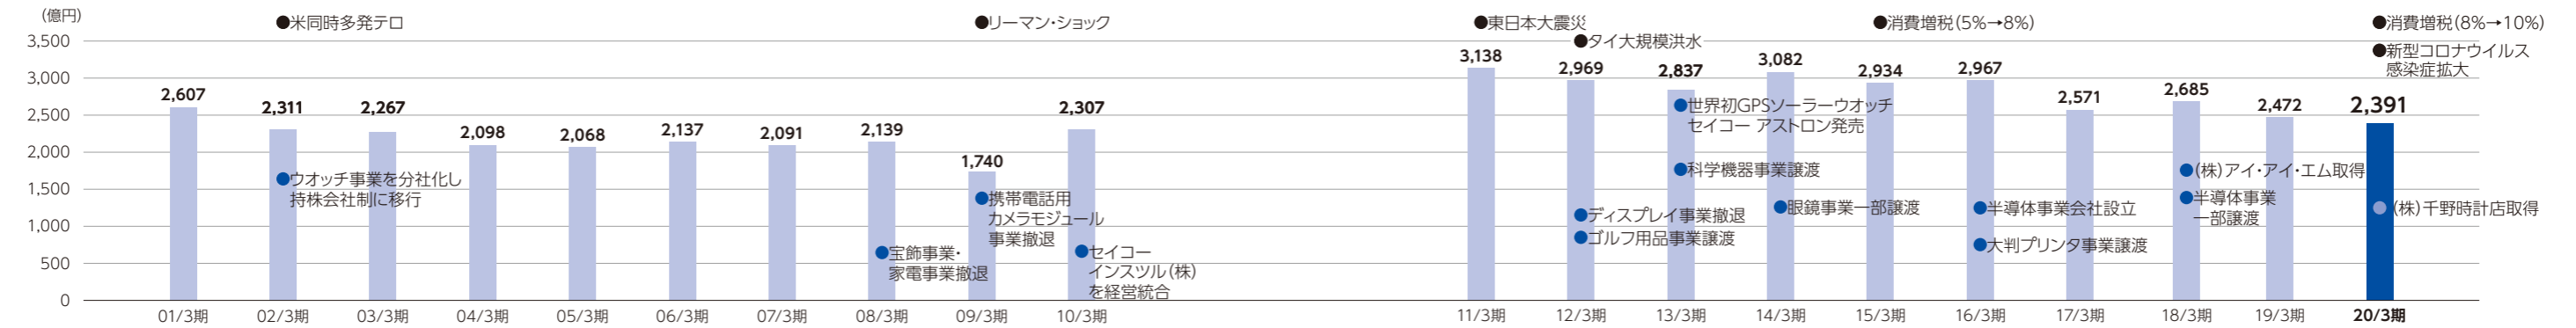 （億円）
●米同時多発テロ
●リーマン・ショック
●東日本大震災
●タイ大規模洪水
●消費増税（5%→8%）
●消費増税（8%→10%）
●新型コロナウイルス
感染症拡大
3,500
3,000
2,500
2,000
1,500
1,000
500
0
2,607
2,311
2,267
2,098
2,068
2,137
2,091
2,139
1,740
2,307
3,138
2,969
2,837
3,082
2,934
2,967
2,571
2,685
2,472
2,391
●ウオッチ事業を分社化し
持株会社制に移行
●宝飾事業・
家電事業撤退
●携帯電話用
カメラモジュール
事業撤退
●セイコー
インスツル（株）
を経営統合
●ディスプレイ事業撤退
●ゴルフ用品事業譲渡
●世界初GPSソーラーウオッチ
セイコー アストロン発売
●科学機器事業譲渡
●眼鏡事業一部譲渡
●半導体事業会社設立
●大判プリンタ事業譲渡
●（株）アイ・アイ・エム取得
●半導体事業
一部譲渡
●（株）千野時計店取得
01/3期
02/3期
03/3期
04/3期
05/3期
06/3期
07/3期
08/3期
09/3期
10/3期
11/3期
12/3期
13/3期
14/3期
15/3期
16/3期
17/3期
18/3期
19/3期
20/3期